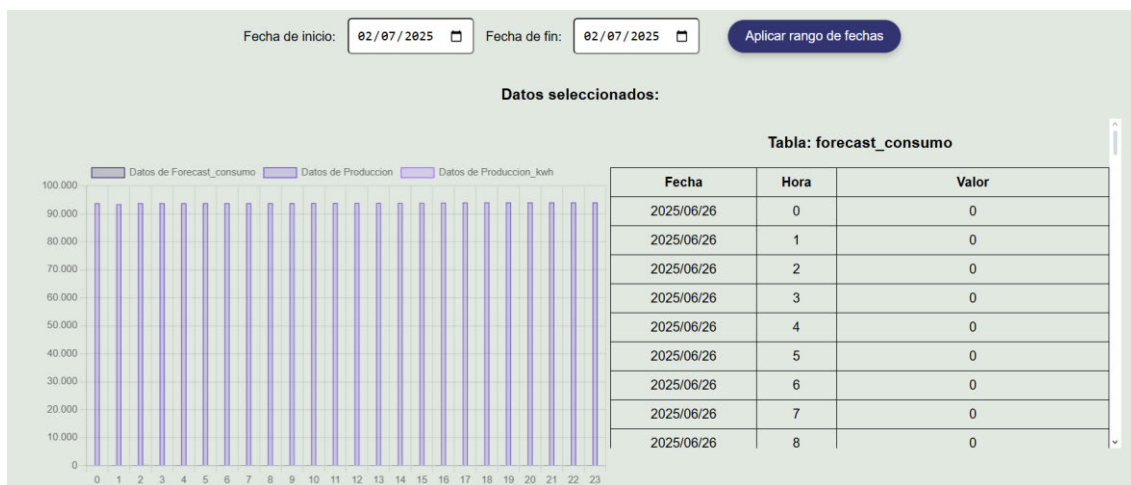 Fecha de inicio: 02/07/2025 Fecha de fin: 02/07/2025 Aplicar rango de fechas
Datos seleccionados:
Datos de Forecast_consumo Datos de Produccion Datos de Produccion_kwh
100.000
90.000
80.000
70.000
60.000
50.000
40.000
30.000
20.000
10.000
0
0 1 2 3 4 5 6 7 8 9 10 11 12 13 14 15 16 17 18 19 20 21 22 23
Tabla: forecast_consumo
Fecha Hora Valor
2025/06/26 0 0
2025/06/26 1 0
2025/06/26 2 0
2025/06/26 3 0
2025/06/26 4 0
2025/06/26 5 0
2025/06/26 6 0
2025/06/26 7 0
2025/06/26 8 0